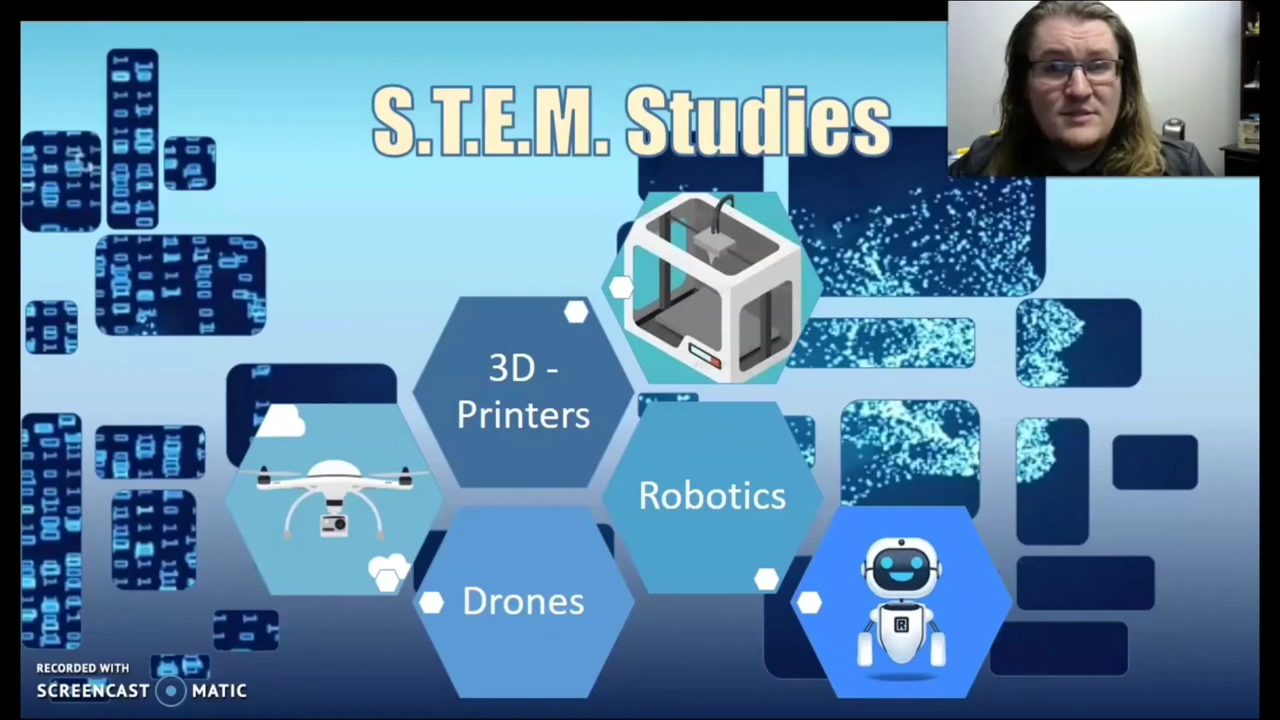 S.T.E.M. Studies
3D -
Printers
Robotics
Drones
R
RECORDED WITH
SCREENCAST MATIC